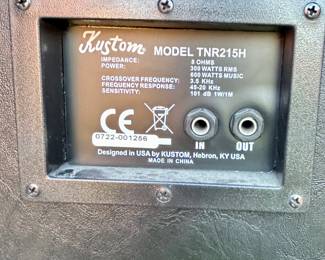 Kustom MODEL TNR215H
IMPEDANCE: 8 OHMS
POWER: 300 WATTS RMS
600 WATTS MUSIC
CROSSOVER FREQUENCY: 3.5 KHz
FREQUENCY RESPONSE: 45-20 KHz
SENSITIVITY: 101 dB 1W/1M
CE
0722-001256
IN OUT
Designed in USA by KUSTOM, Hebron, KY USA
MADE IN CHINA